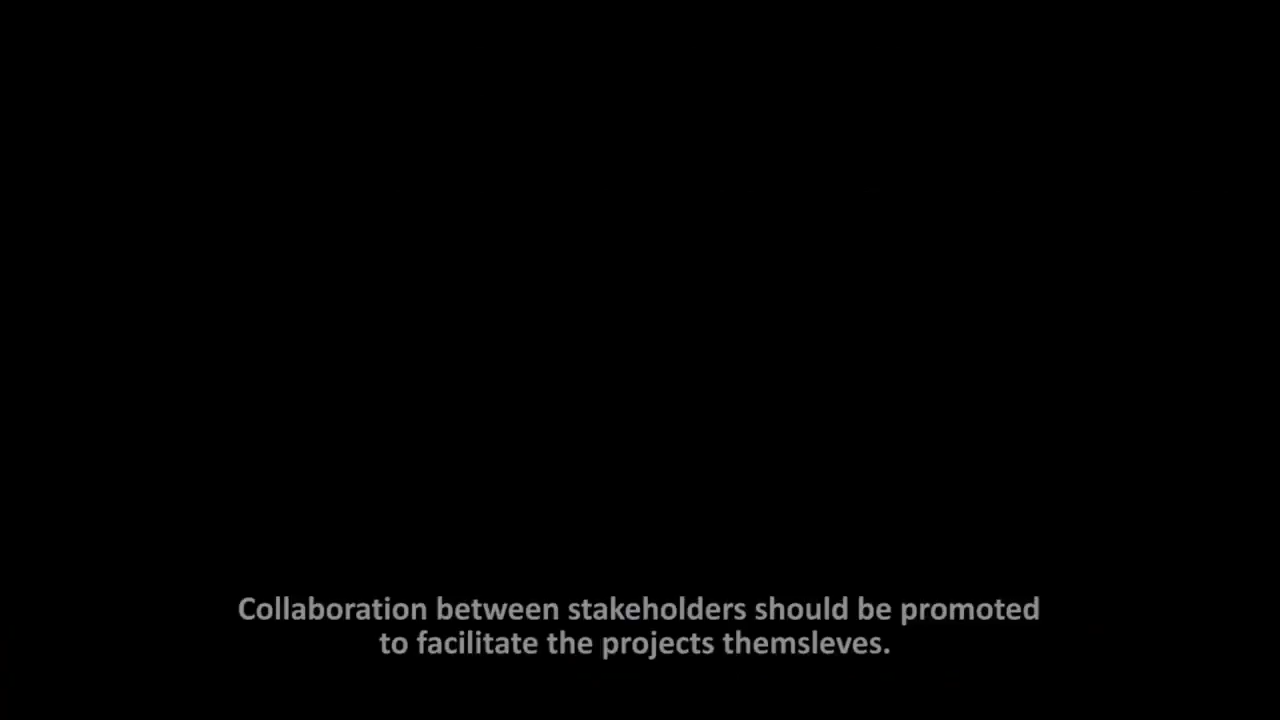 Collaboration between stakeholders should be promoted
to facilitate the projects themsleves.